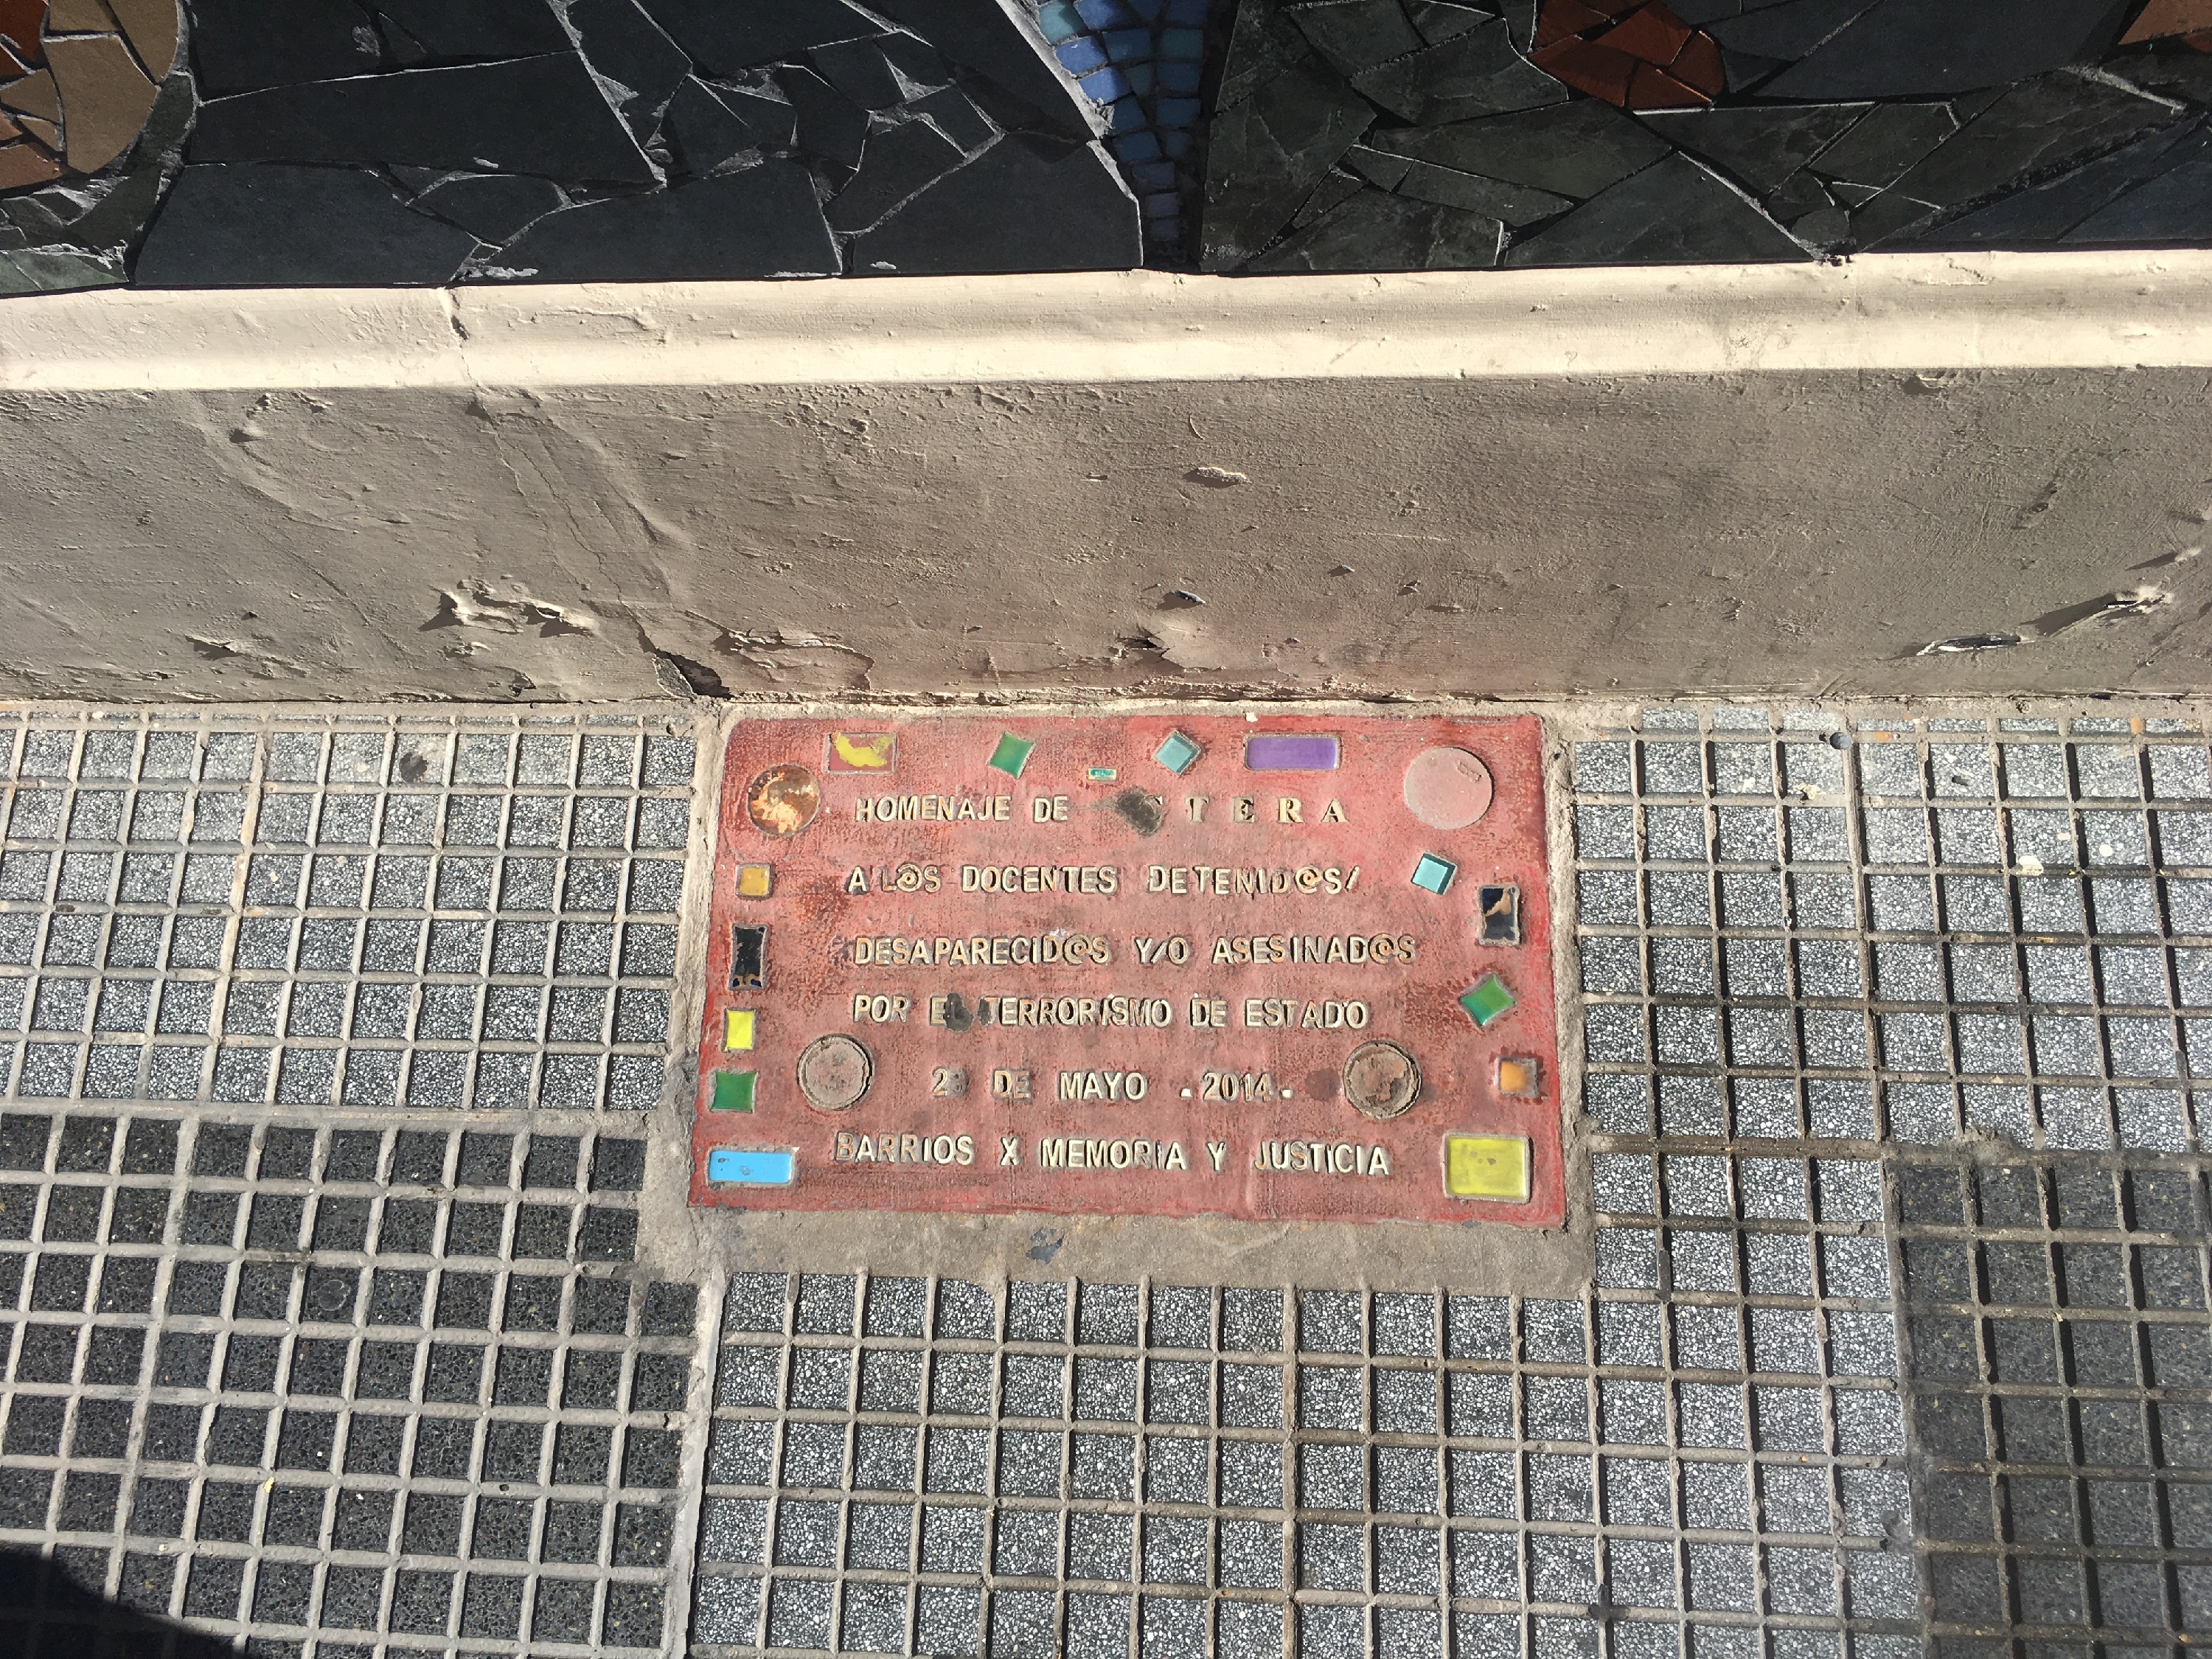 HOMENAJE DE TERA
A L@S DOCENTES DETENID@S/
DESAPARECID@S Y/O ASESINAD@S
POR EL TERRORISMO DE ESTADO
DE MAYO - 2014 -
BARRIOS X MEMORIA Y JUSTICIA